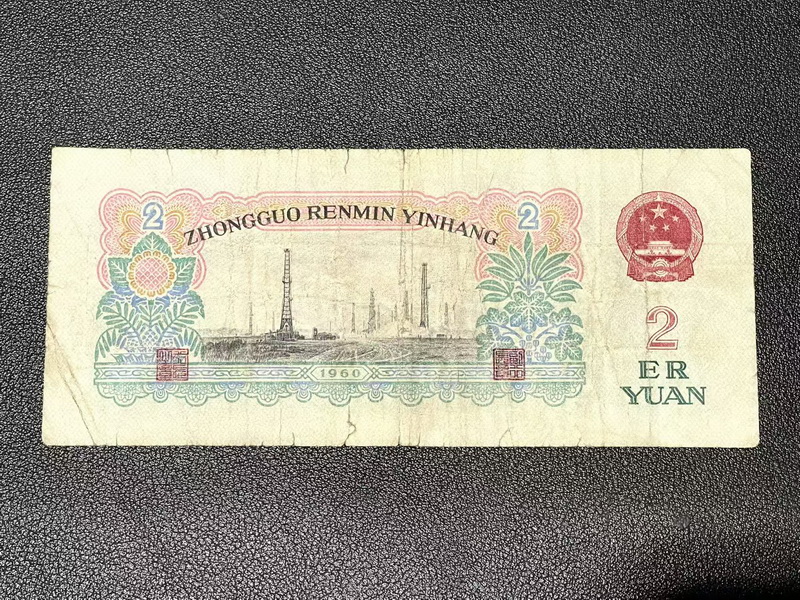 2
ZHONGGUO RENMIN YINHANG
2
1960
2
ER
YUAN